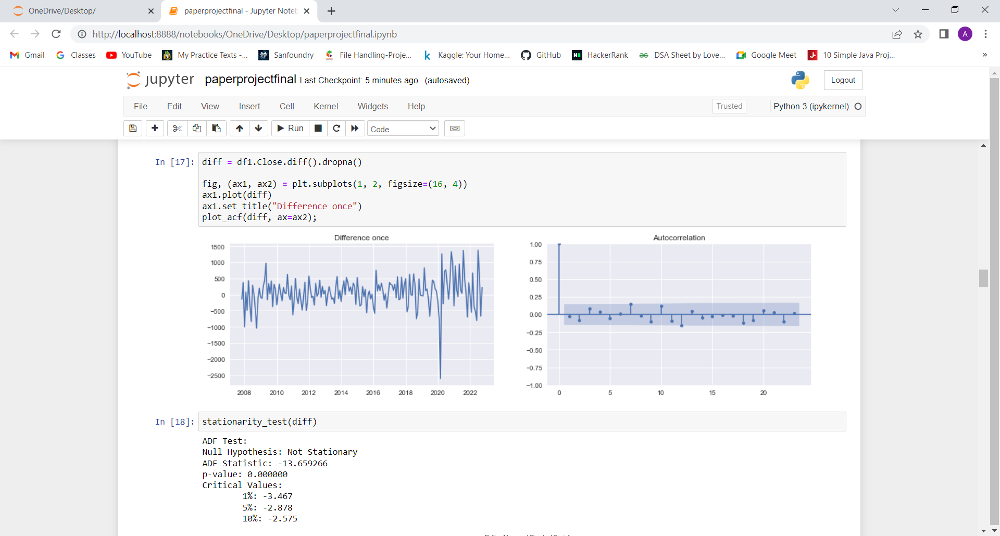 OneDrive/Desktop/
paperprojectfinal - Jupyter Noteb
http://localhost:8888/notebooks/OneDrive/Desktop/paperprojectfinal.ipynb
A
Gmail Classes YouTube My Practice Texts -... Sanfoundry File Handling-Proje... Kaggle: Your Home... GitHub HackerRank DSA Sheet by Love... Google Meet 10 Simple Java Proj... »
jupyter paperprojectfinal Last Checkpoint: 5 minutes ago (autosaved)
Logout
File Edit View Insert Cell Kernel Widgets Help
Trusted
Python 3 (ipykernel)
Run
Code
In [17]:
diff = df1.Close.diff().dropna()
fig, (ax1, ax2) = plt.subplots(1, 2, figsize=(16, 4))
ax1.plot(diff)
ax1.set_title("Difference once")
plot_acf(diff, ax=ax2);
Difference once
1500
1000
500
0
−500
−1000
−1500
−2000
−2500
2008 2010 2012 2014 2016 2018 2020 2022
Autocorrelation
1.00
0.75
0.50
0.25
0.00
−0.25
−0.50
−0.75
−1.00
0 5 10 15 20
In [18]:
stationarity_test(diff)
ADF Test:
Null Hypothesis: Not Stationary
ADF Statistic: -13.659266
p-value: 0.000000
Critical Values:
1%: -3.467
5%: -2.878
10%: -2.575